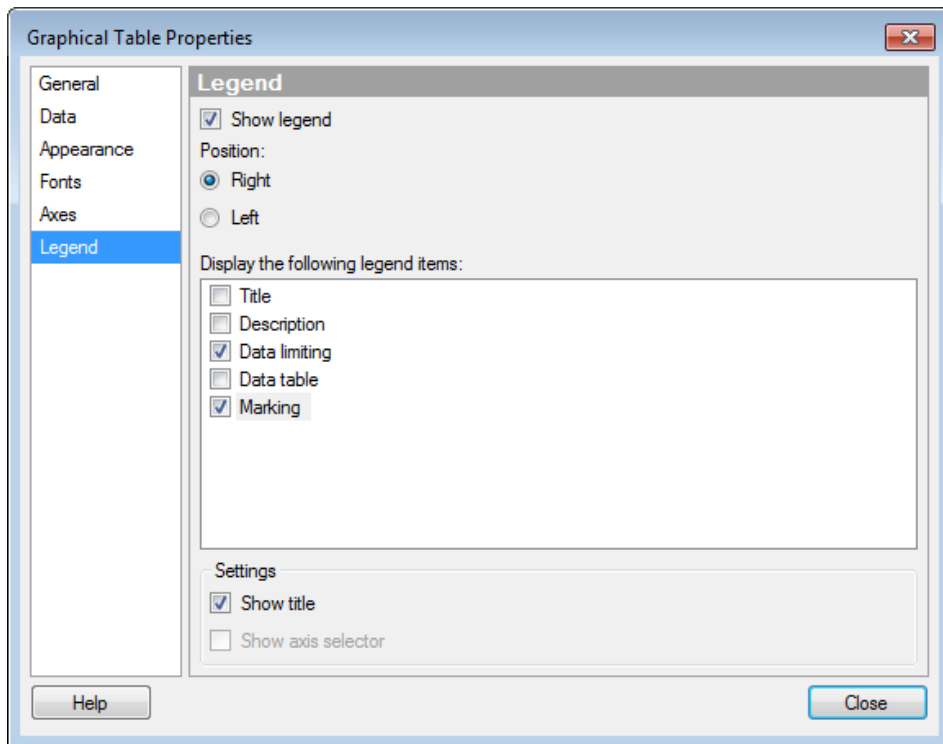 Graphical Table Properties
General
Data
Appearance
Fonts
Axes
Legend
Legend
Show legend
Position:
Right
Left
Display the following legend items:
Title
Description
Data limiting
Data table
Marking
Settings
Show title
Show axis selector
Help
Close